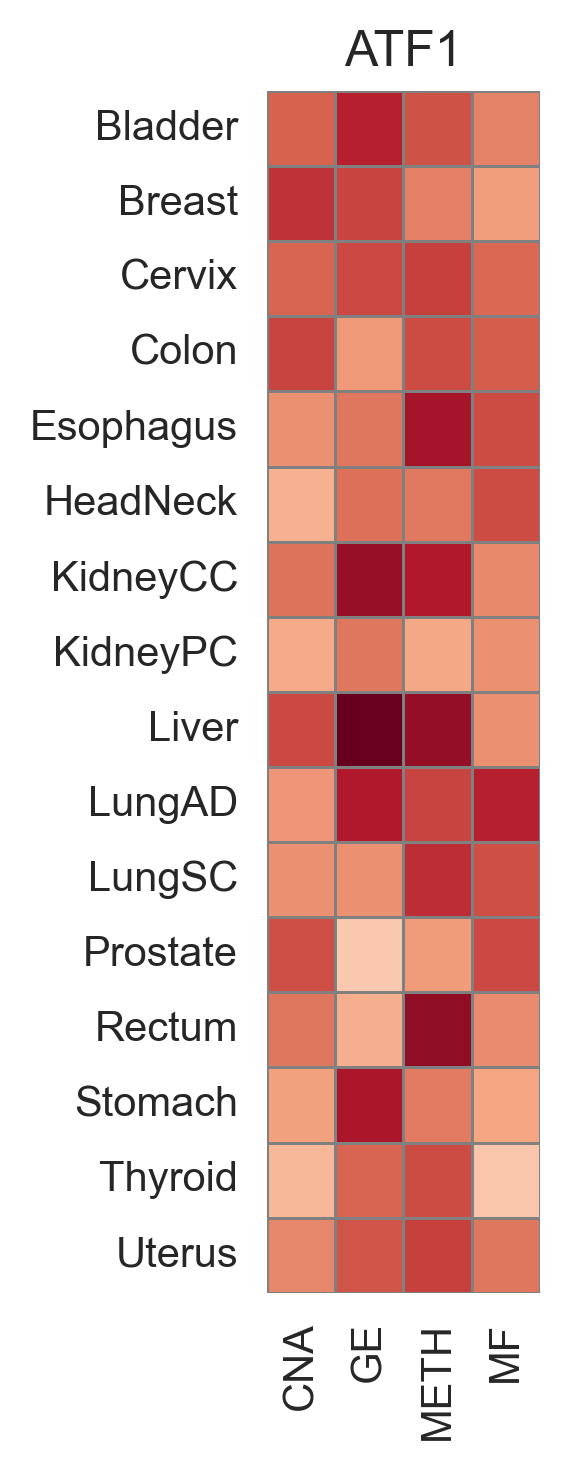 ATF1
Bladder
Breast
Cervix
Colon
Esophagus
HeadNeck
KidneyCC
KidneyPC
Liver
LungAD
LungSC
Prostate
Rectum
Stomach
Thyroid
Uterus
CNA
GE
METH
MF